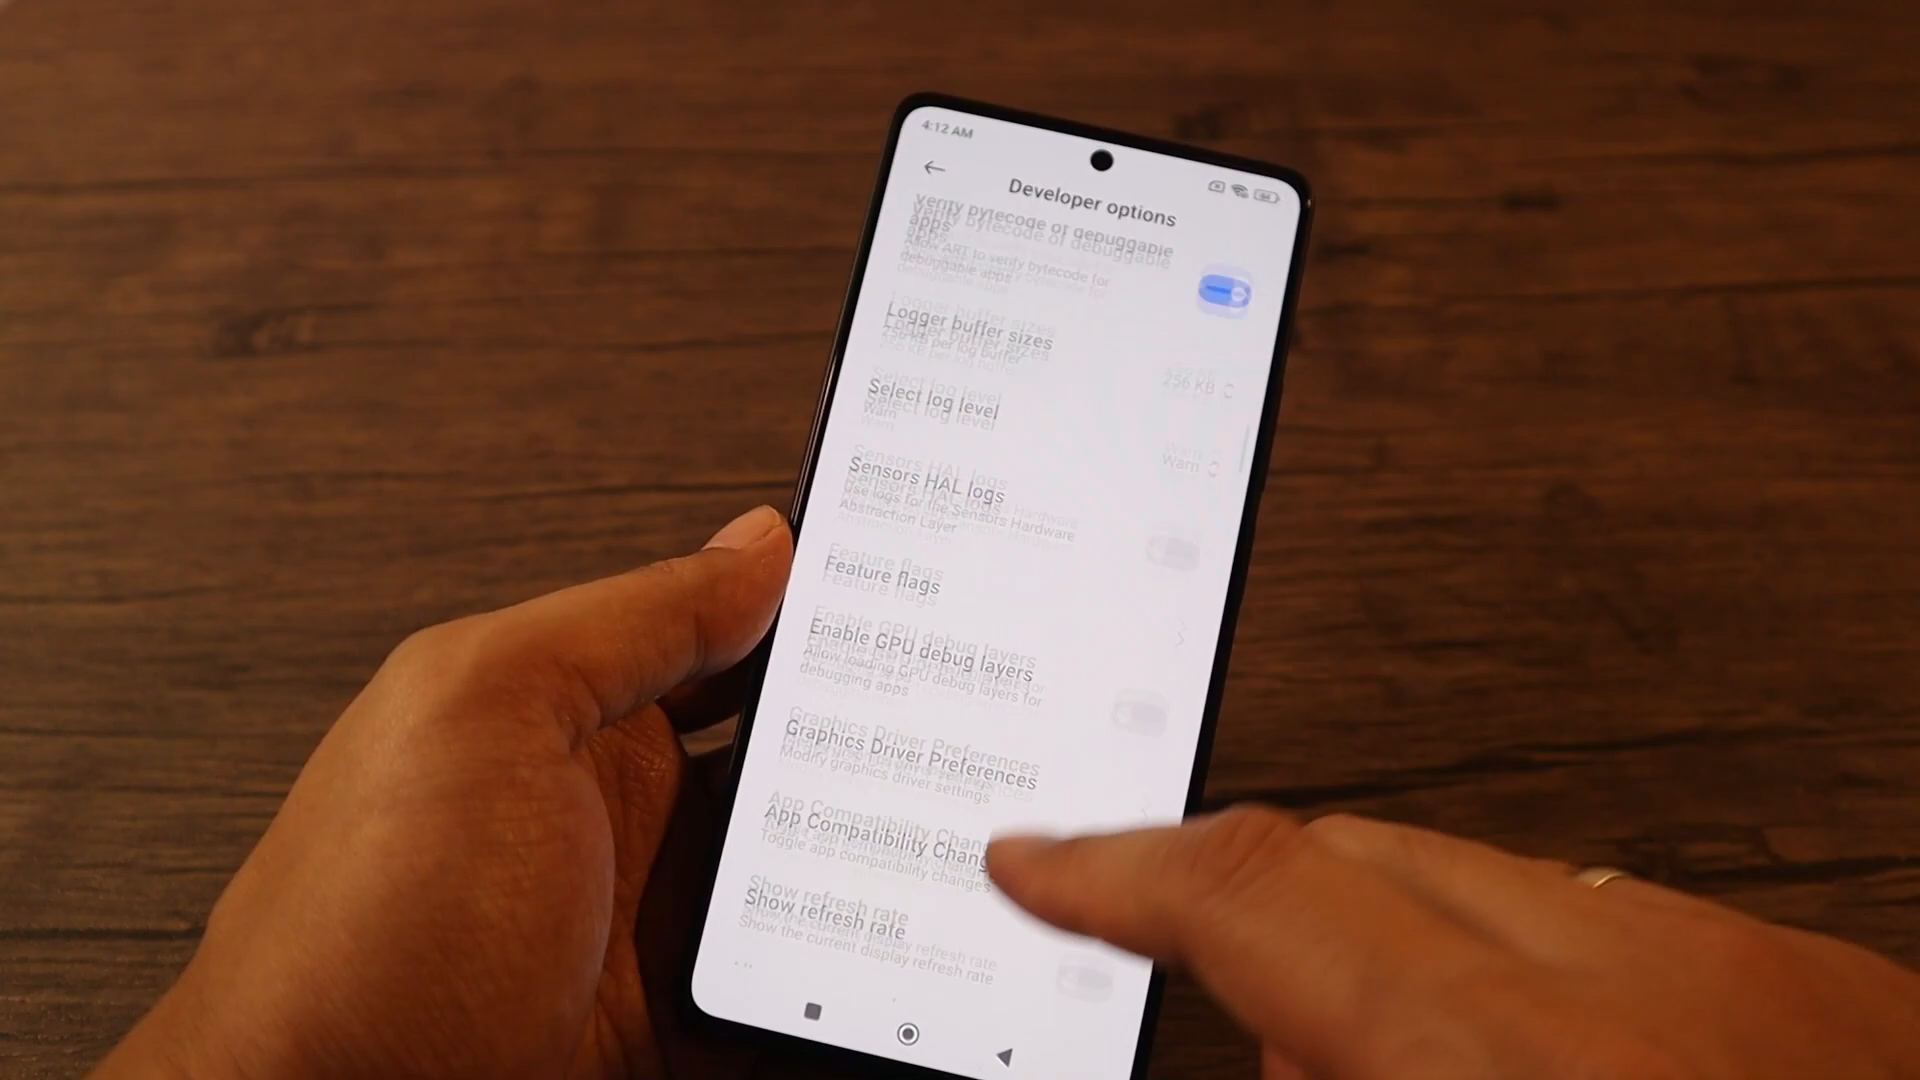 4:12 AM
Developer options
Verify bytecode of debuggable
apps
Allow ART to verify bytecode for
debuggable apps
Logger buffer sizes
256 KB per log buffer
256 KB
Select log level
Warn
Warn
Sensors HAL logs
Use logs for the Sensors Hardware
Abstraction Layer
Feature flags
Enable GPU debug layers
Allow loading GPU debug layers for
debugging apps
Graphics Driver Preferences
Modify graphics driver settings
App Compatibility Chang
Toggle app compatibility changes
Show refresh rate
Show the current display refresh rate